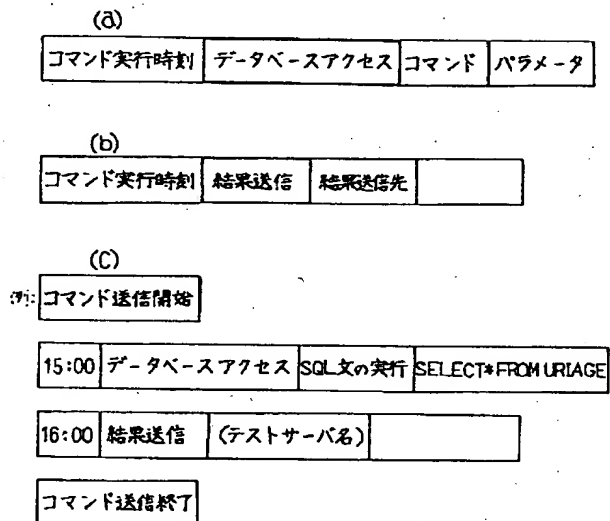 (a)
コマンド実行時刻 データベースアクセス コマンド パラメータ
(b)
コマンド実行時刻 結果送信 結果送信先
(C)
例: コマンド送信開始
15:00 データベースアクセス SQL文の実行 SELECT*FROM URIAGE
16:00 結果送信 (テストサーバ名)
コマンド送信終了